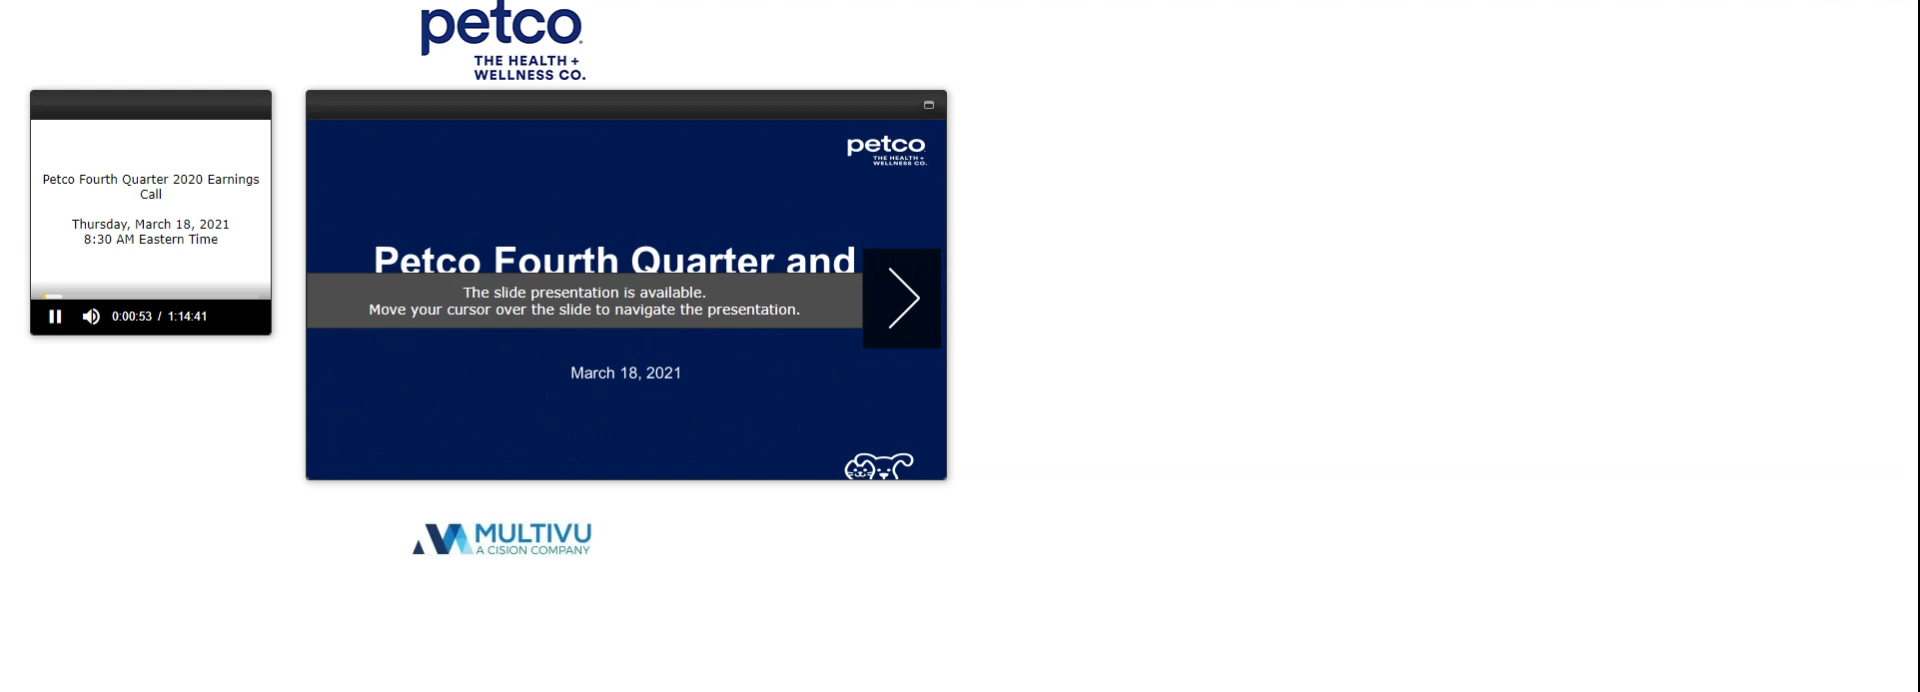 petco
THE HEALTH +
WELLNESS CO.
Petco Fourth Quarter 2020 Earnings
Call
Thursday, March 18, 2021
8:30 AM Eastern Time
0:00:53 / 1:14:41
petco
THE HEALTH +
WELLNESS CO.
Petco Fourth Quarter and
The slide presentation is available.
Move your cursor over the slide to navigate the presentation.
March 18, 2021
MULTIVU
A CISION COMPANY